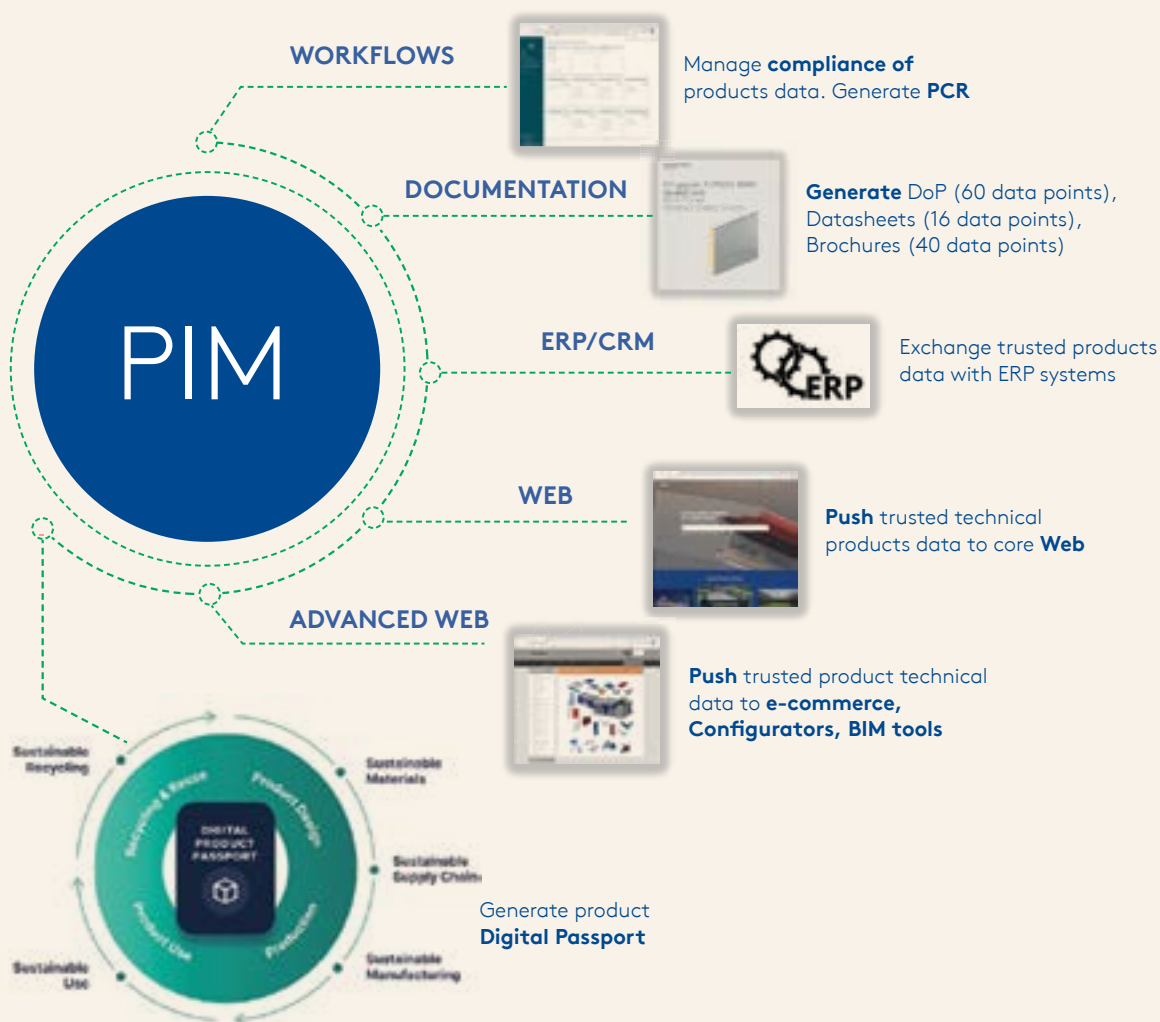 WORKFLOWS
Manage compliance of
products data. Generate PCR
DOCUMENTATION
Generate DoP (60 data points),
Datasheets (16 data points),
Brochures (40 data points)
PIM
ERP/CRM
ERP
Exchange trusted products
data with ERP systems
WEB
Push trusted technical
products data to core Web
ADVANCED WEB
Push trusted product technical
data to e-commerce,
Configurators, BIM tools
Sustainable
Recycling
Sustainable
Materials
Recycling & Reuse
Product Design
DIGITAL
PRODUCT
PASSPORT
Sustainable
Supply Chain
Product Use
Production
Generate product
Digital Passport
Sustainable
Use
Sustainable
Manufacturing